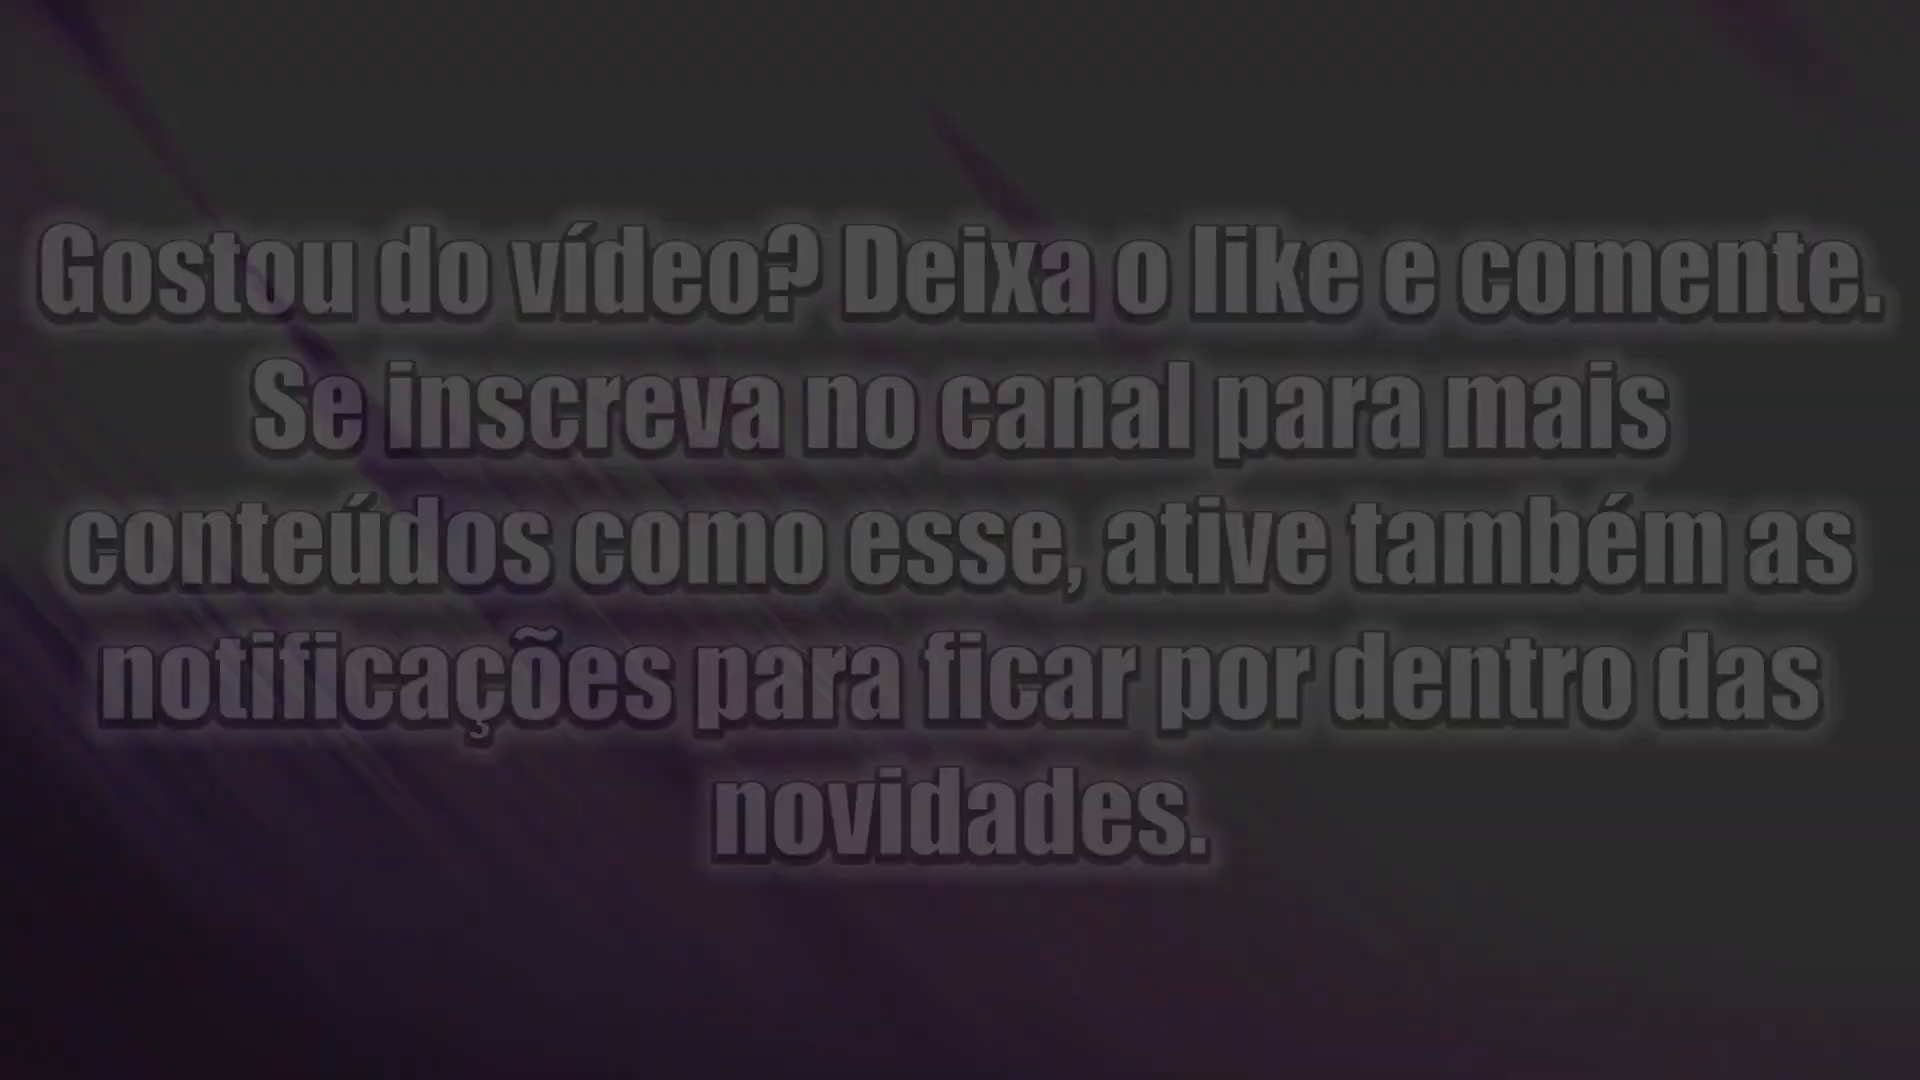 Gostou do vídeo? Deixa o like e comente.
Se inscreva no canal para mais
conteúdos como esse, ative também as
notificações para ficar por dentro das
novidades.